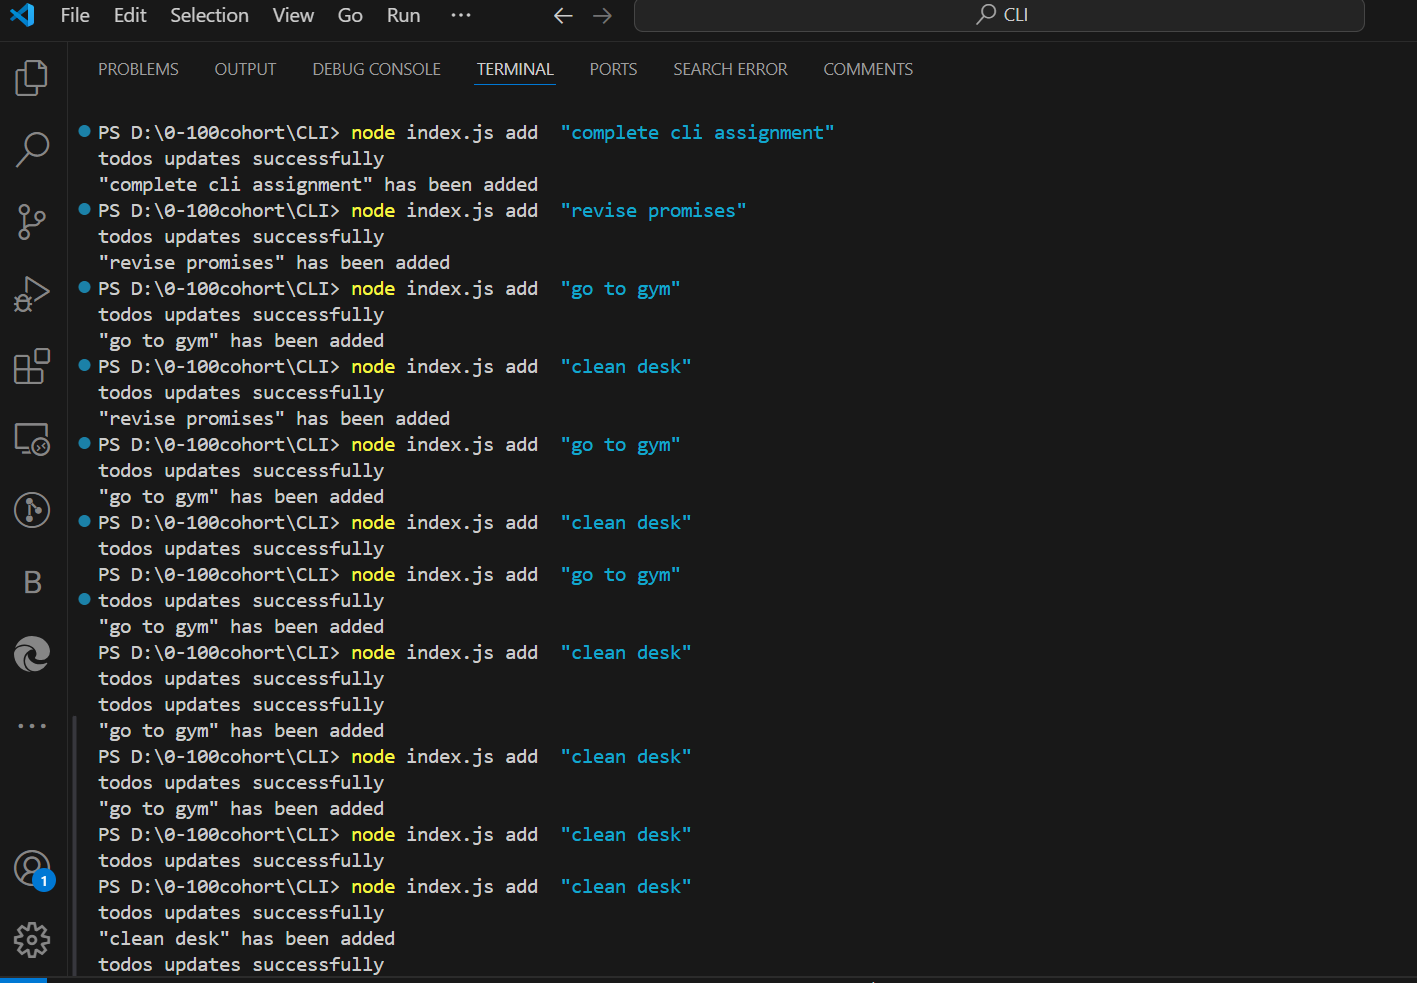 File Edit Selection View Go Run ···
CLI
PROBLEMS OUTPUT DEBUG CONSOLE TERMINAL PORTS SEARCH ERROR COMMENTS
PS D:\0-100cohort\CLI> node index.js add  "complete cli assignment"
todos updates successfully
"complete cli assignment" has been added
PS D:\0-100cohort\CLI> node index.js add  "revise promises"
todos updates successfully
"revise promises" has been added
PS D:\0-100cohort\CLI> node index.js add  "go to gym"
todos updates successfully
"go to gym" has been added
PS D:\0-100cohort\CLI> node index.js add  "clean desk"
todos updates successfully
"revise promises" has been added
PS D:\0-100cohort\CLI> node index.js add  "go to gym"
todos updates successfully
"go to gym" has been added
PS D:\0-100cohort\CLI> node index.js add  "clean desk"
todos updates successfully
PS D:\0-100cohort\CLI> node index.js add  "go to gym"
todos updates successfully
"go to gym" has been added
PS D:\0-100cohort\CLI> node index.js add  "clean desk"
todos updates successfully
todos updates successfully
"go to gym" has been added
PS D:\0-100cohort\CLI> node index.js add  "clean desk"
todos updates successfully
"go to gym" has been added
PS D:\0-100cohort\CLI> node index.js add  "clean desk"
todos updates successfully
PS D:\0-100cohort\CLI> node index.js add  "clean desk"
todos updates successfully
"clean desk" has been added
todos updates successfully
B
1